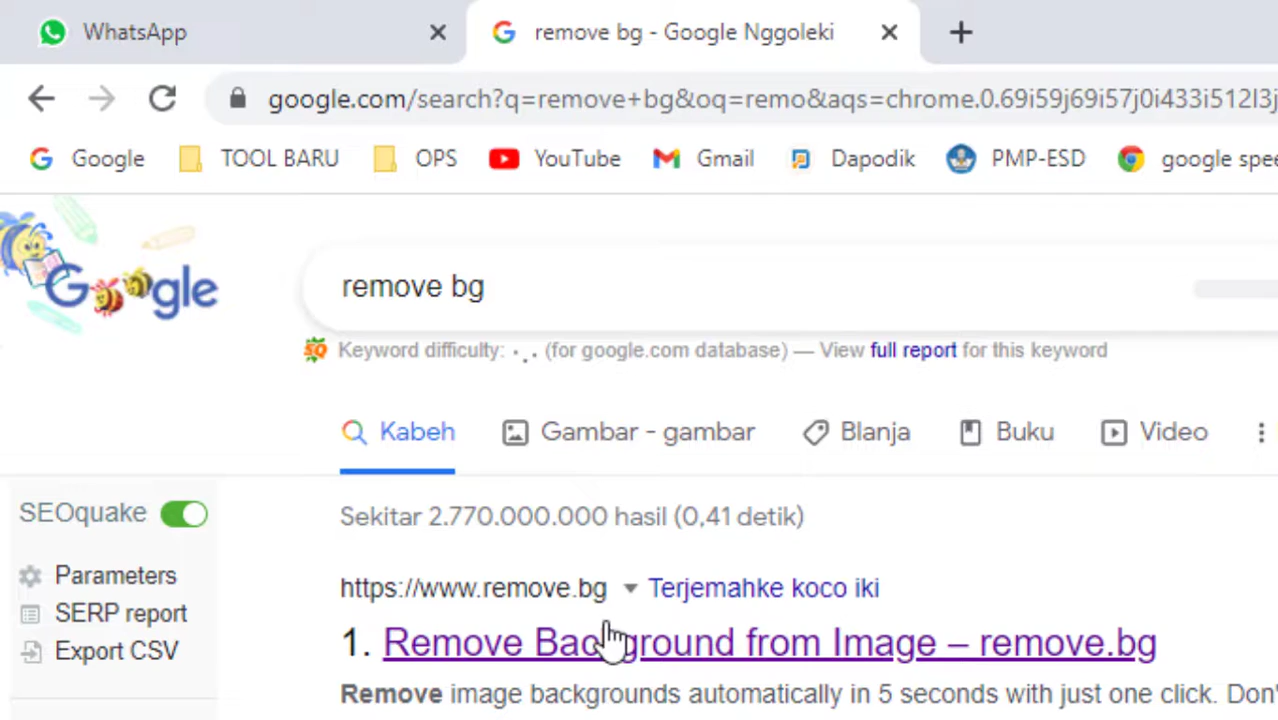 WhatsApp
remove bg - Google Nggoleki
google.com/search?q=remove+bg&oq=remo&aqs=chrome.0.69i59j69i57j0i433i512l3j
Google TOOL BARU OPS YouTube Gmail Dapodik PMP-ESD google spee
Google
remove bg
SQ Keyword difficulty: (for google.com database) — View full report for this keyword
Kabeh Gambar - gambar Blanja Buku Video
SEOquake
Sekitar 2.770.000.000 hasil (0,41 detik)
Parameters
SERP report
Export CSV
https://www.remove.bg Terjemahke koco iki
1. Remove Background from Image – remove.bg
Remove image backgrounds automatically in 5 seconds with just one click. Don'